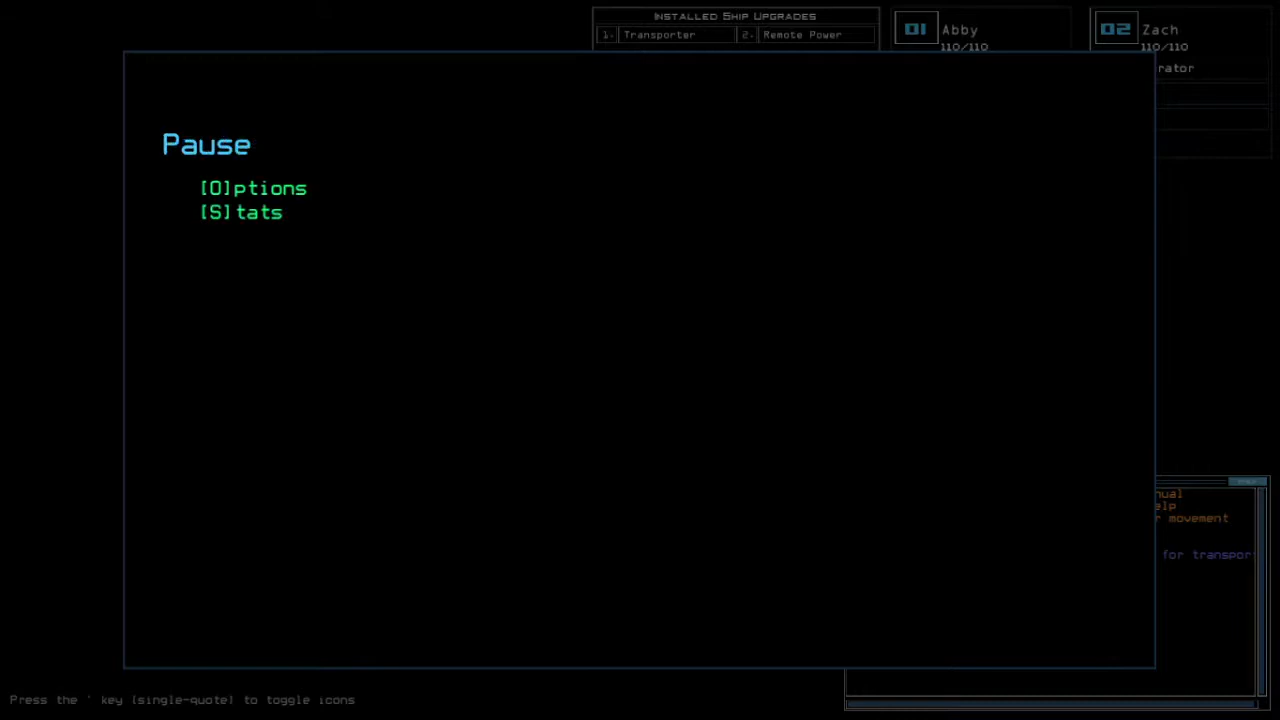 Installed Ship Upgrades
1. Transporter 2. Remote Power
01 Abby
110/110
02 Zach
110/110
rator
Pause
[O]ptions
[S]tats
nual
elp
r movement
for transpor
Press the ' key (single-quote) to toggle icons